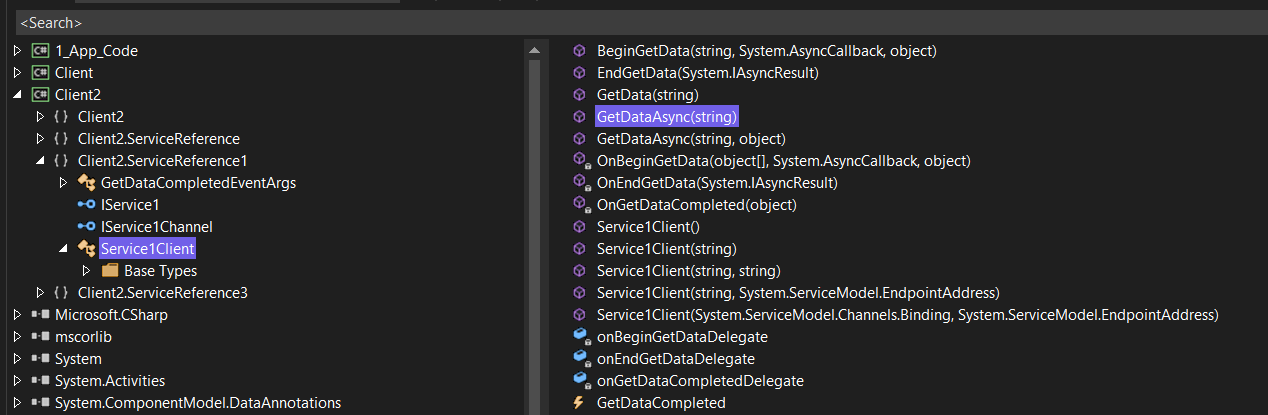 <Search>
C# 1_App_Code
C# Client
C# Client2
{ } Client2
{ } Client2.ServiceReference
{ } Client2.ServiceReference1
GetDataCompletedEventArgs
IService1
IService1Channel
Service1Client
Base Types
{ } Client2.ServiceReference3
Microsoft.CSharp
mscorlib
System
System.Activities
System.ComponentModel.DataAnnotations
BeginGetData(string, System.AsyncCallback, object)
EndGetData(System.IAsyncResult)
GetData(string)
GetDataAsync(string)
GetDataAsync(string, object)
OnBeginGetData(object[], System.AsyncCallback, object)
OnEndGetData(System.IAsyncResult)
OnGetDataCompleted(object)
Service1Client()
Service1Client(string)
Service1Client(string, string)
Service1Client(string, System.ServiceModel.EndpointAddress)
Service1Client(System.ServiceModel.Channels.Binding, System.ServiceModel.EndpointAddress)
onBeginGetDataDelegate
onEndGetDataDelegate
onGetDataCompletedDelegate
GetDataCompleted